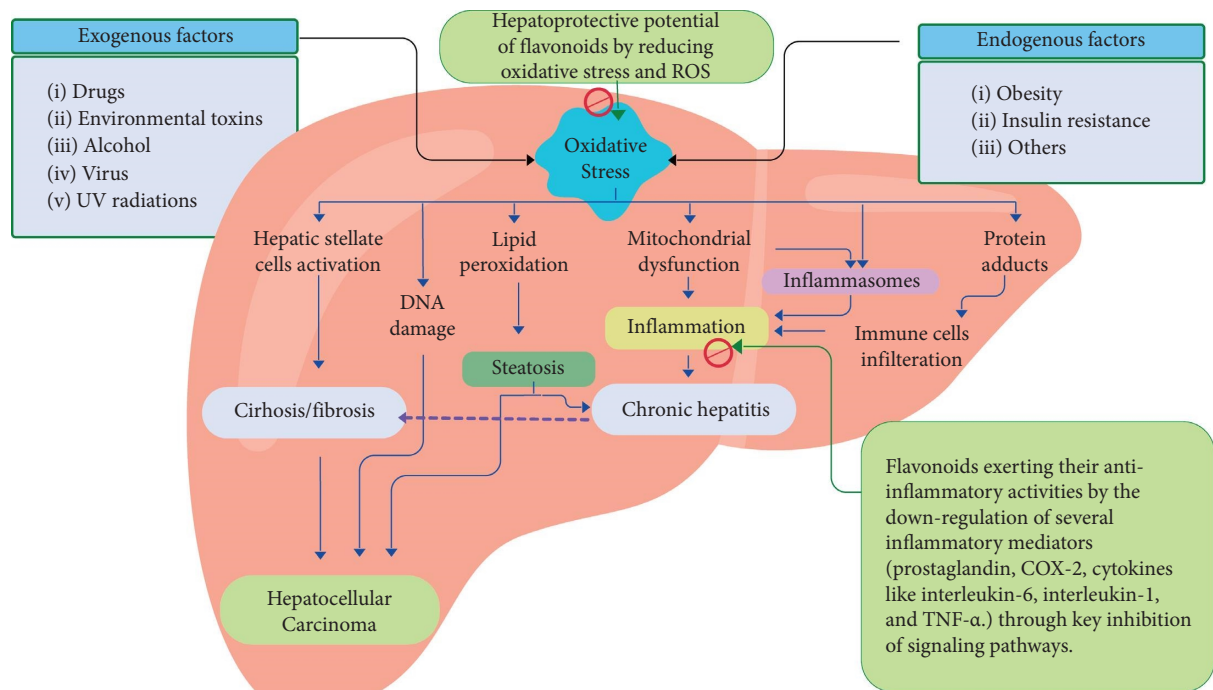 Exogenous factors
(i) Drugs
(ii) Environmental toxins
(iii) Alcohol
(iv) Virus
(v) UV radiations
Hepatoprotective potential
of flavonoids by reducing
oxidative stress and ROS
Endogenous factors
(i) Obesity
(ii) Insulin resistance
(iii) Others
Oxidative
Stress
Hepatic stellate
cells activation
DNA
damage
Lipid
peroxidation
Mitochondrial
dysfunction
Inflammasomes
Protein
adducts
Inflammation
Immune cells
infilteration
Steatosis
Cirhosis/fibrosis
Chronic hepatitis
Hepatocellular
Carcinoma
Flavonoids exerting their anti-
inflammatory activities by the
down-regulation of several
inflammatory mediators
(prostaglandin, COX-2, cytokines
like interleukin-6, interleukin-1,
and TNF-α.) through key inhibition
of signaling pathways.